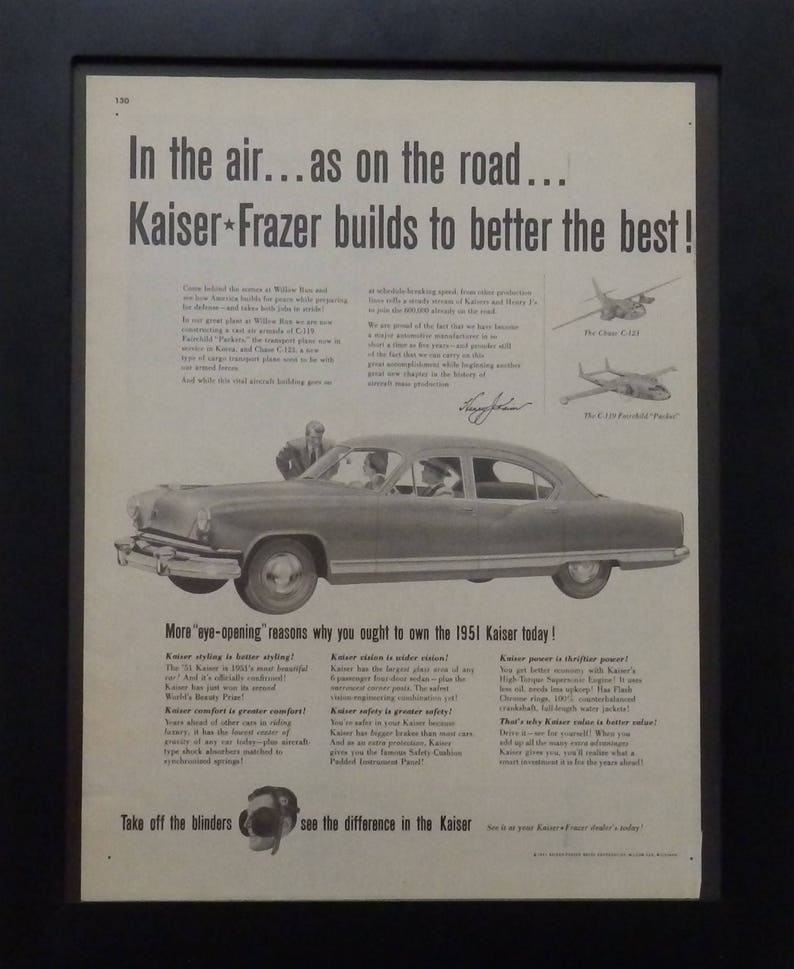 130
In the air...as on the road...
Kaiser★Frazer builds to better the best!
Come behind the scenes at Willow Run and
see how America builds for peace while preparing
for defense—and takes both jobs in stride!
In our great plant at Willow Run we are now
constructing a vast air armada of C-119
Fairchild "Packets," the transport plane now in
service in Korea, and Chase C-123, a new
type of cargo transport plane soon to be with
our armed forces.
And while this vital aircraft building goes on
at schedule-breaking speed, from other production
lines rolls a steady stream of Kaisers and Henry J's
to join the 600,000 already on the road.
We are proud of the fact that we have become
a major automotive manufacturer in so
short a time as five years—and prouder still
of the fact that we can carry on this
great accomplishment while beginning another
great new chapter in the history of
aircraft mass production
Henry J. Kaiser
The Chase C-123
The C-119 Fairchild "Packet"
More "eye-opening" reasons why you ought to own the 1951 Kaiser today!
Kaiser styling is better styling!
The '51 Kaiser is 1951's most beautiful
car! And it's officially confirmed!
Kaiser has just won its second
World's Beauty Prize!
Kaiser comfort is greater comfort!
Years ahead of other cars in riding
luxury, it has the lowest center of
gravity of any car today—plus aircraft-
type shock absorbers matched to
synchronized springs!
Kaiser vision is wider vision!
Kaiser has the largest glass area of any
6 passenger four-door sedan—plus the
narrowest corner posts. The safest
vision-engineering combination yet!
Kaiser safety is greater safety!
You're safer in your Kaiser because
Kaiser has bigger brakes than most cars.
And as an extra protection, Kaiser
gives you the famous Safety-Cushion
Padded Instrument Panel!
Kaiser power is thriftier power!
You get better economy with Kaiser's
High-Torque Supersonic Engine! It uses
less oil, needs less upkeep! Has Flash
Chrome rings, 100% counterbalanced
crankshaft, full-length water jackets!
That's why Kaiser value is better value!
Drive it—see for yourself! When you
add up all the many extra advantages
Kaiser gives you, you'll realize what a
smart investment it is for the years ahead!
Take off the blinders see the difference in the Kaiser
See it at your Kaiser★Frazer dealer's today!
© 1951 KAISER-FRAZER SALES CORPORATION, WILLOW RUN, MICHIGAN